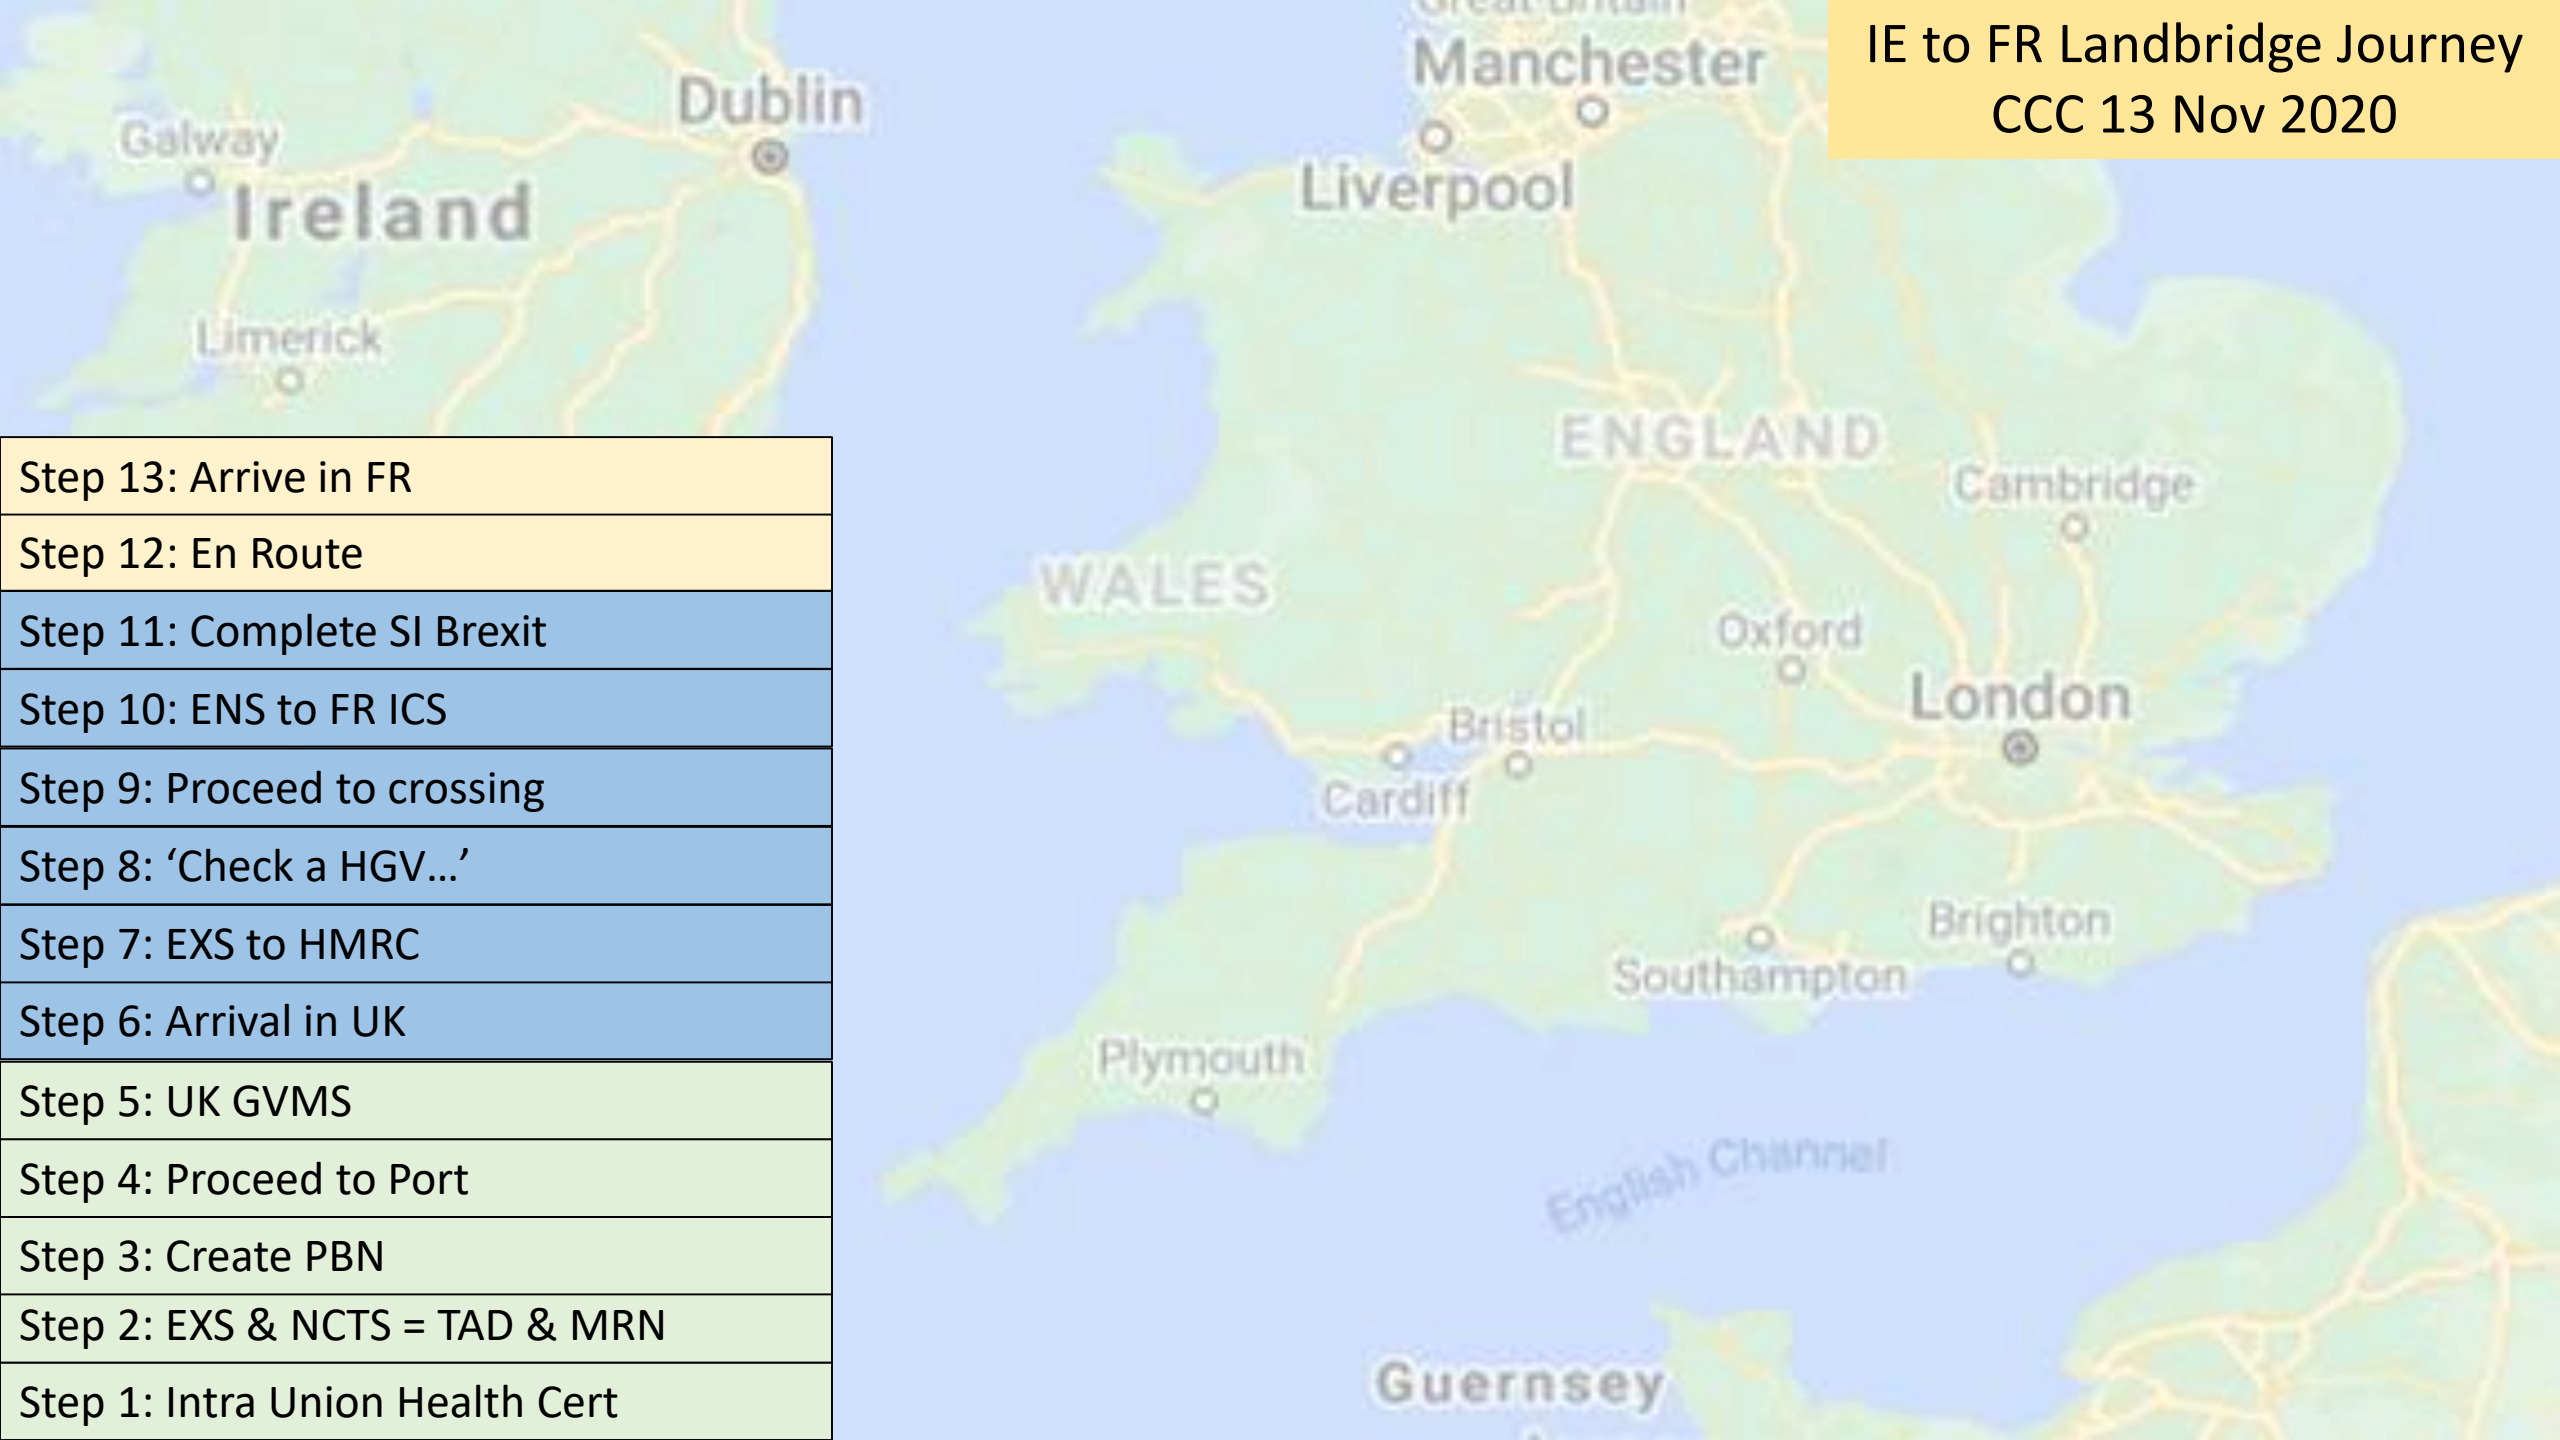 Great Britain
Manchester
IE to FR Landbridge Journey
CCC 13 Nov 2020
Dublin
Galway
Liverpool
Ireland
Limerick
ENGLAND
Cambridge
WALES
Oxford
London
Bristol
Cardiff
Brighton
Southampton
Plymouth
English Channel
Guernsey
Step 13: Arrive in FR
Step 12: En Route
Step 11: Complete SI Brexit
Step 10: ENS to FR ICS
Step 9: Proceed to crossing
Step 8: ‘Check a HGV…’
Step 7: EXS to HMRC
Step 6: Arrival in UK
Step 5: UK GVMS
Step 4: Proceed to Port
Step 3: Create PBN
Step 2: EXS & NCTS = TAD & MRN
Step 1: Intra Union Health Cert